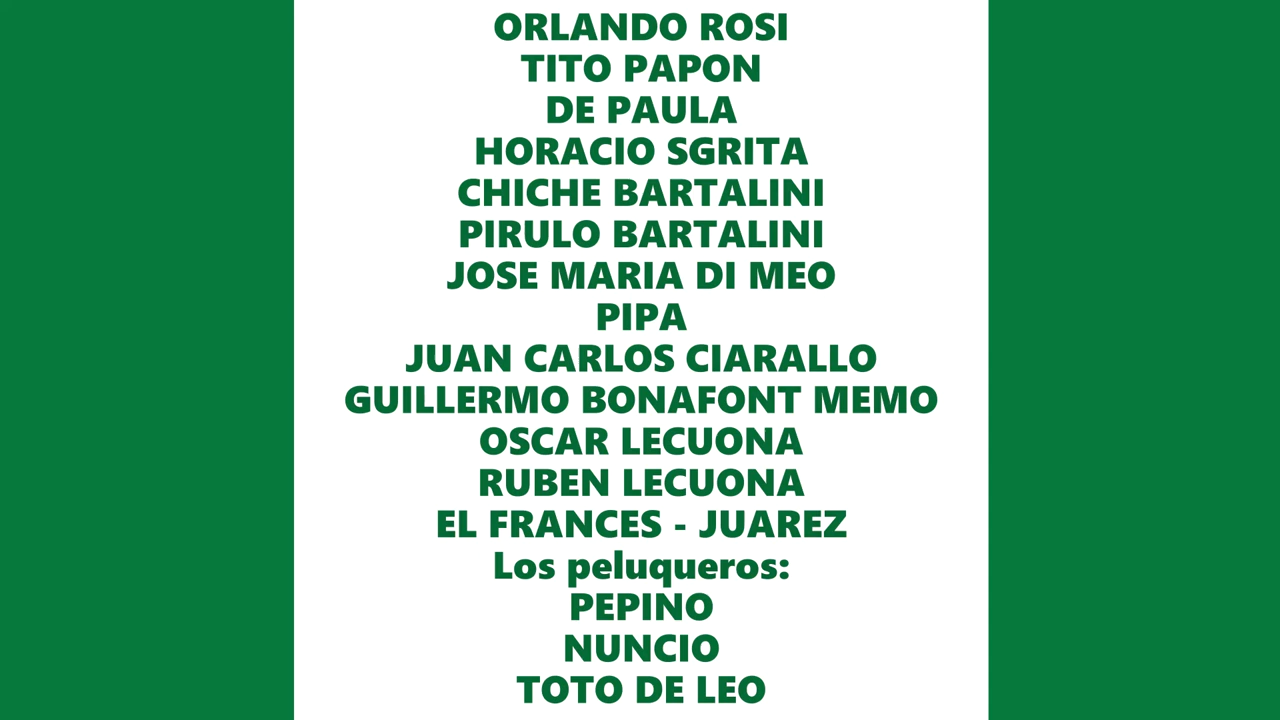 ORLANDO ROSI
TITO PAPON
DE PAULA
HORACIO SGRITA
CHICHE BARTALINI
PIRULO BARTALINI
JOSE MARIA DI MEO
PIPA
JUAN CARLOS CIARALLO
GUILLERMO BONAFONT MEMO
OSCAR LECUONA
RUBEN LECUONA
EL FRANCES - JUAREZ
Los peluqueros:
PEPINO
NUNCIO
TOTO DE LEO